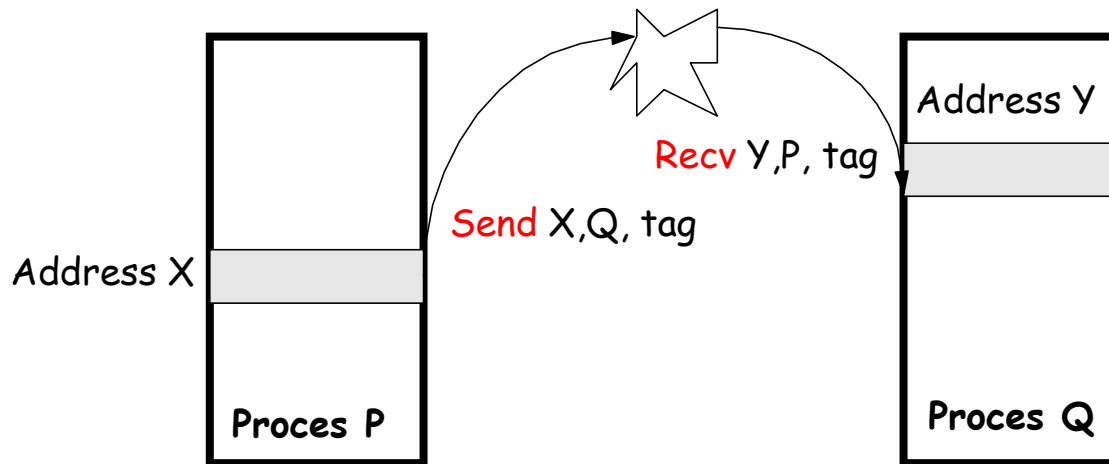 Address Y
Recv Y,P, tag
Send X,Q, tag
Address X
Proces P
Proces Q